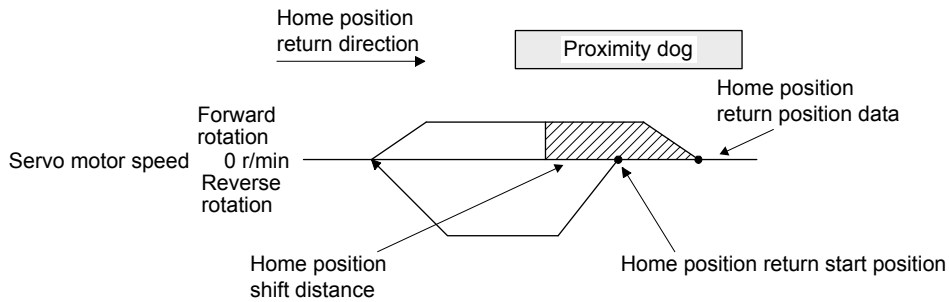 Home position
return direction
Proximity dog
Home position
return position data
Forward
rotation
Servo motor speed 0 r/min
Reverse
rotation
Home position
shift distance
Home position return start position